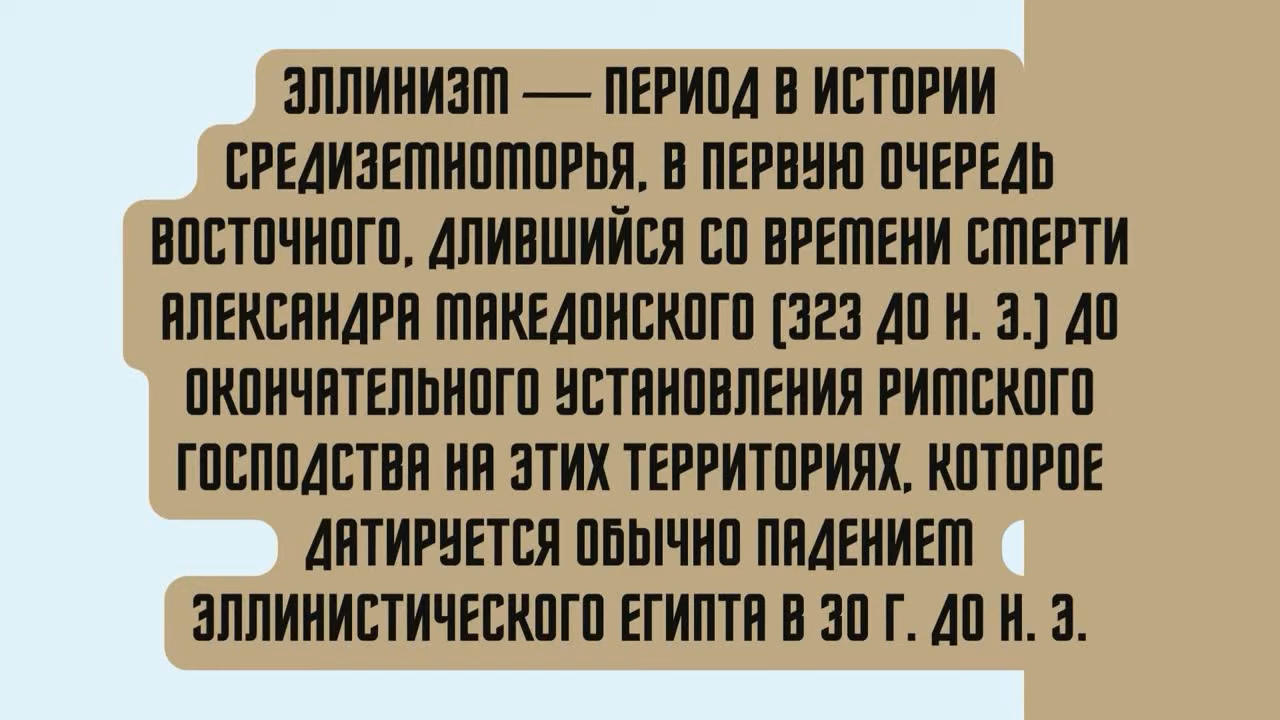 ЭЛЛИНИЗМ — ПЕРИОД В ИСТОРИИ
СРЕДИЗЕМНОМОРЬЯ, В ПЕРВУЮ ОЧЕРЕДЬ
ВОСТОЧНОГО, ДЛИВШИЙСЯ СО ВРЕМЕНИ СМЕРТИ
АЛЕКСАНДРА МАКЕДОНСКОГО (323 ДО Н. Э.) ДО
ОКОНЧАТЕЛЬНОГО УСТАНОВЛЕНИЯ РИМСКОГО
ГОСПОДСТВА НА ЭТИХ ТЕРРИТОРИЯХ, КОТОРОЕ
ДАТИРУЕТСЯ ОБЫЧНО ПАДЕНИЕМ
ЭЛЛИНИСТИЧЕСКОГО ЕГИПТА В 30 Г. ДО Н. Э.